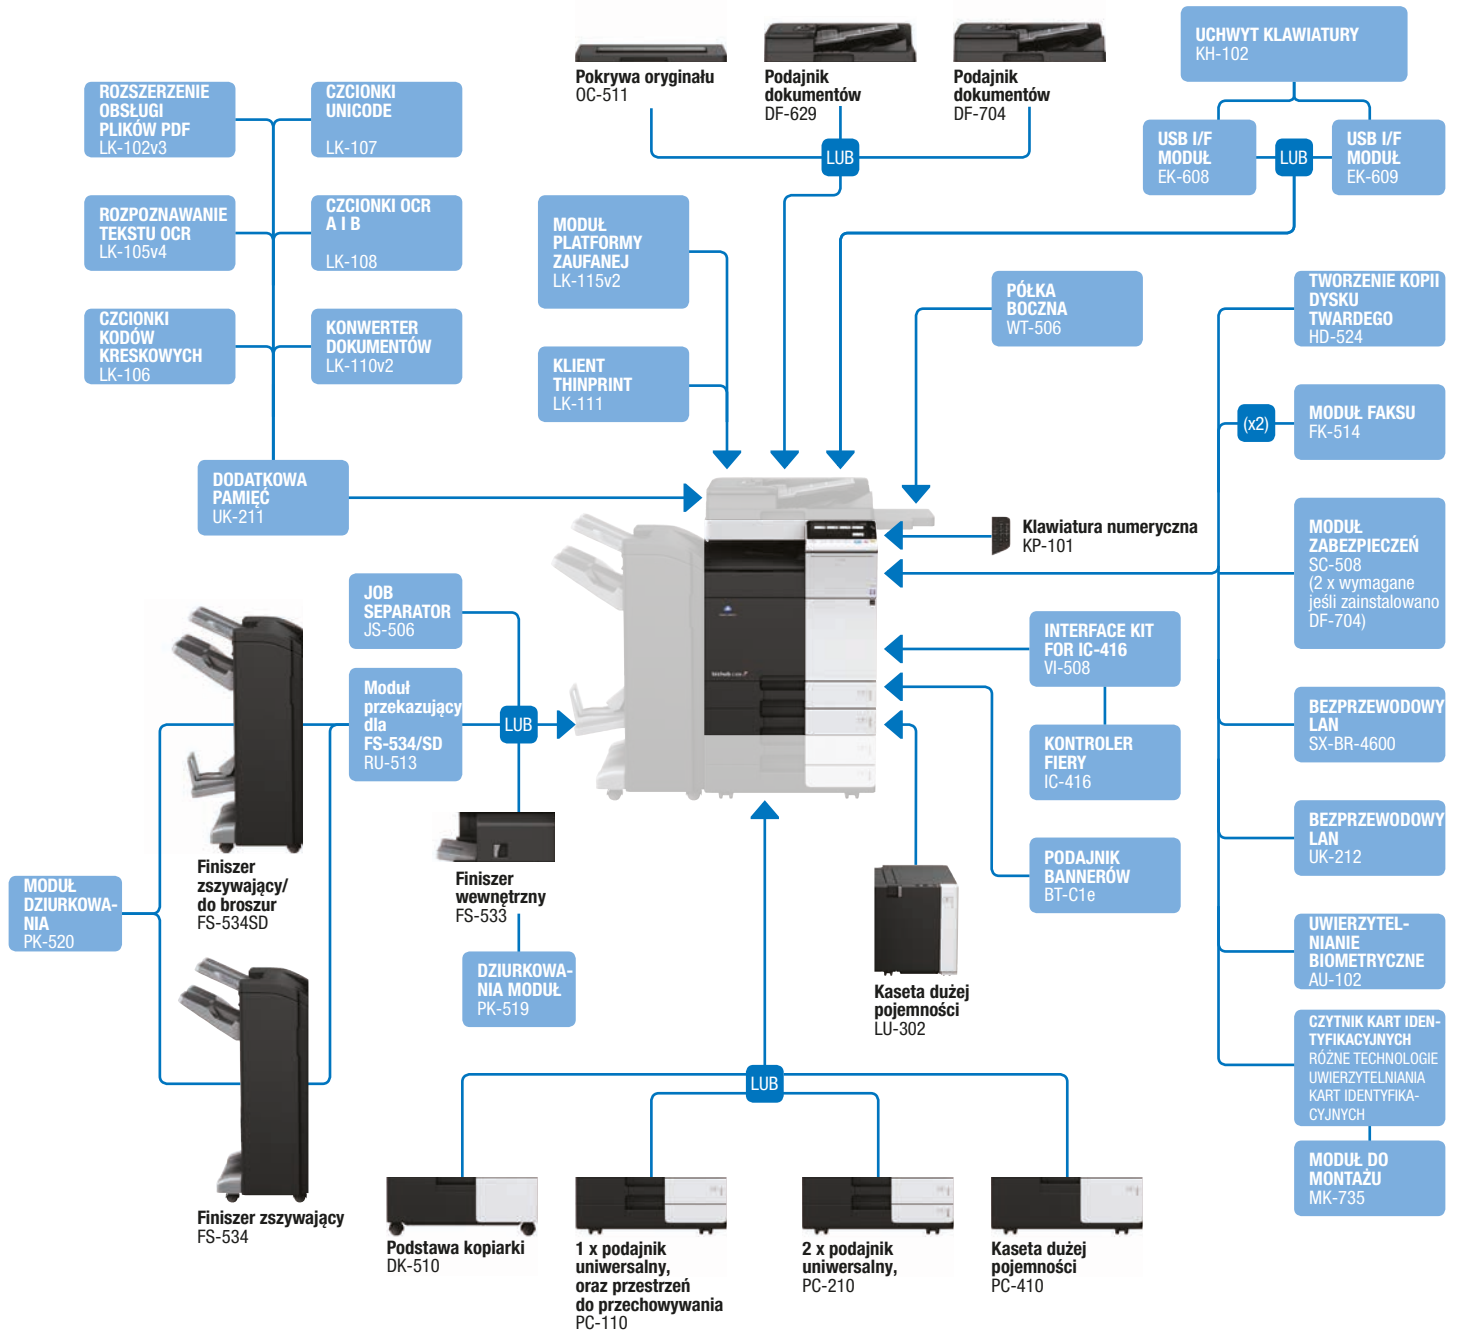 Pokrywa oryginału
OC-511
Podajnik
dokumentów
DF-629
Podajnik
dokumentów
DF-704
LUB
UCHWYT KLAWIATURY
KH-102
USB I/F
MODUŁ
EK-608
LUB
USB I/F
MODUŁ
EK-609
ROZSZERZENIE
OBSŁUGI
PLIKÓW PDF
LK-102v3
CZCIONKI
UNICODE
LK-107
ROZPOZNAWANIE
TEKSTU OCR
LK-105v4
CZCIONKI OCR
A I B
LK-108
CZCIONKI
KODÓW
KRESKOWYCH
LK-106
KONWERTER
DOKUMENTÓW
LK-110v2
DODATKOWA
PAMIĘĆ
UK-211
MODUŁ
PLATFORMY
ZAUFANEJ
LK-115v2
KLIENT
THINPRINT
LK-111
PÓŁKA
BOCZNA
WT-506
Klawiatura numeryczna
KP-101
TWORZENIE KOPII
DYSKU
TWARDEGO
HD-524
(x2)
MODUŁ FAKSU
FK-514
MODUŁ
ZABEZPIECZEŃ
SC-508
(2 x wymagane
jeśli zainstalowano
DF-704)
BEZPRZEWODOWY
LAN
SX-BR-4600
BEZPRZEWODOWY
LAN
UK-212
UWIERZYTEL-
NIANIE
BIOMETRYCZNE
AU-102
CZYTNIK KART IDEN-
TYFIKACYJNYCH
RÓŻNE TECHNOLOGIE
UWIERZYTELNIANIA
KART IDENTYFIKA-
CYJNYCH
MODUŁ DO
MONTAŻU
MK-735
INTERFACE KIT
FOR IC-416
VI-508
KONTROLER
FIERY
IC-416
PODAJNIK
BANNERÓW
BT-C1e
Kaseta dużej
pojemności
LU-302
JOB
SEPARATOR
JS-506
Moduł
przekazujący
dla
FS-534/SD
RU-513
LUB
Finiszer
wewnętrzny
FS-533
DZIURKOWA-
NIA MODUŁ
PK-519
Finiszer
zszywający/
do broszur
FS-534SD
MODUŁ
DZIURKOWA-
NIA
PK-520
Finiszer zszywający
FS-534
LUB
Podstawa kopiarki
DK-510
1 x podajnik
uniwersalny,
oraz przestrzeń
do przechowywania
PC-110
2 x podajnik
uniwersalny,
PC-210
Kaseta dużej
pojemności
PC-410